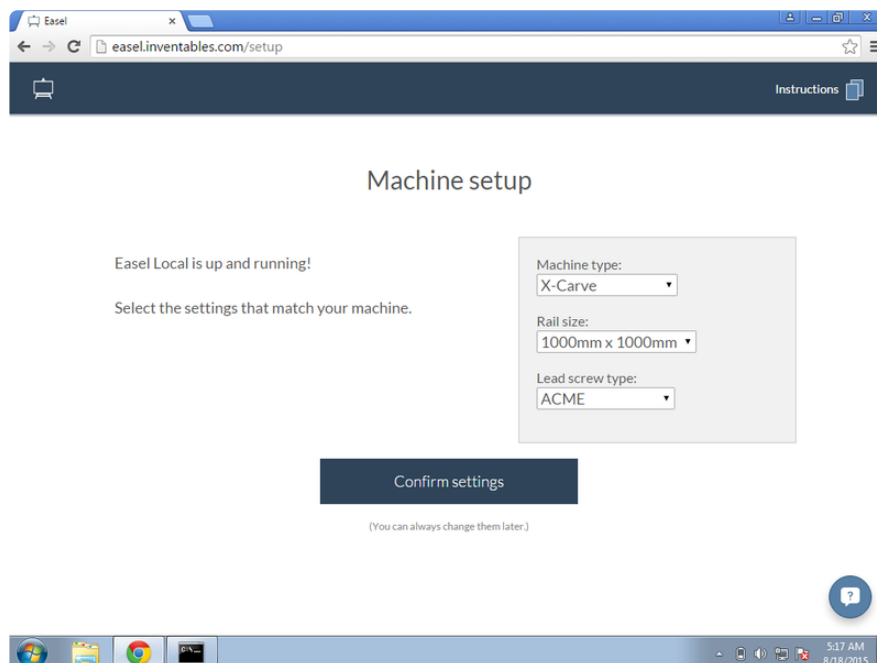 Easel
easel.inventables.com/setup
Instructions
Machine setup
Easel Local is up and running!
Select the settings that match your machine.
Machine type:
X-Carve
Rail size:
1000mm x 1000mm
Lead screw type:
ACME
Confirm settings
(You can always change them later.)
?
C:\...
5:17 AM
8/18/2015